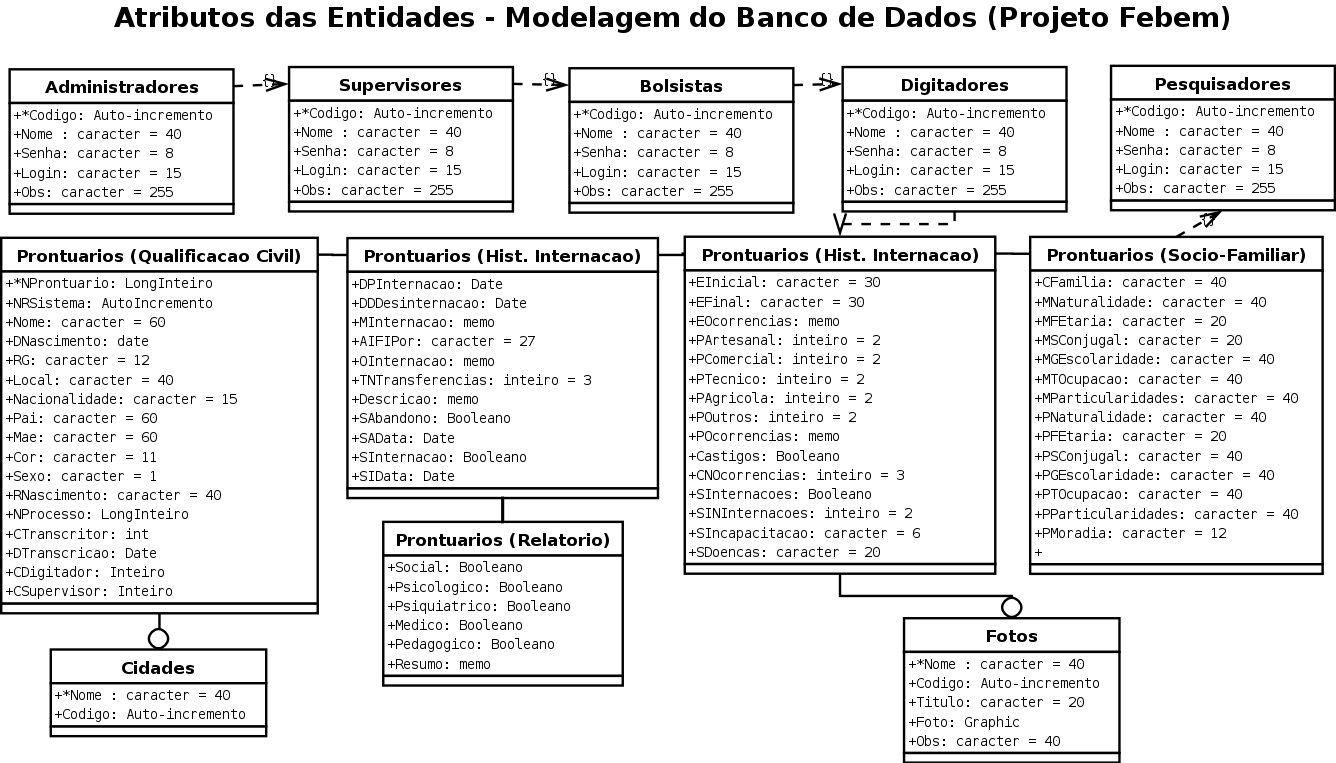 Atributos das Entidades - Modelagem do Banco de Dados (Projeto Febem)
Administradores
+*Codigo: Auto-incremento
+Nome : caracter = 40
+Senha: caracter = 8
+Login: caracter = 15
+Obs: caracter = 255
{}
Supervisores
+*Codigo: Auto-incremento
+Nome : caracter = 40
+Senha: caracter = 8
+Login: caracter = 15
+Obs: caracter = 255
{}
Bolsistas
+*Codigo: Auto-incremento
+Nome : caracter = 40
+Senha: caracter = 8
+Login: caracter = 15
+Obs: caracter = 255
{}
Digitadores
+*Codigo: Auto-incremento
+Nome : caracter = 40
+Senha: caracter = 8
+Login: caracter = 15
+Obs: caracter = 255
Pesquisadores
+*Codigo: Auto-incremento
+Nome : caracter = 40
+Senha: caracter = 8
+Login: caracter = 15
+Obs: caracter = 255
{}
Prontuarios (Qualificacao Civil)
+*NProntuario: LongInteiro
+NRSistema: AutoIncremento
+Nome: caracter = 60
+DNascimento: date
+RG: caracter = 12
+Local: caracter = 40
+Nacionalidade: caracter = 15
+Pai: caracter = 60
+Mae: caracter = 60
+Cor: caracter = 11
+Sexo: caracter = 1
+RNascimento: caracter = 40
+NProcesso: LongInteiro
+CTranscritor: int
+DTranscricao: Date
+CDigitador: Inteiro
+CSupervisor: Inteiro
Prontuarios (Hist. Internacao)
+DPInternacao: Date
+DDDesinternacao: Date
+MInternacao: memo
+AIFIPor: caracter = 27
+OInternacao: memo
+TNTransferencias: inteiro = 3
+Descricao: memo
+SAbandono: Booleano
+SAData: Date
+SInternacao: Booleano
+SIData: Date
Prontuarios (Hist. Internacao)
+EInicial: caracter = 30
+EFinal: caracter = 30
+EOcorrencias: memo
+PArtesanal: inteiro = 2
+PComercial: inteiro = 2
+PTecnico: inteiro = 2
+PAgricola: inteiro = 2
+POutros: inteiro = 2
+POcorrencias: memo
+Castigos: Booleano
+CNOcorrencias: inteiro = 3
+SInternacoes: Booleano
+SINInternacoes: inteiro = 2
+SIncapacitacao: caracter = 6
+SDoencas: caracter = 20
Prontuarios (Socio-Familiar)
+CFamilia: caracter = 40
+MNaturalidade: caracter = 40
+MFEtaria: caracter = 20
+MSConjugal: caracter = 20
+MGEscolaridade: caracter = 40
+MTOcupacao: caracter = 40
+MParticularidades: caracter = 40
+PNaturalidade: caracter = 40
+PFEtaria: caracter = 20
+PSConjugal: caracter = 40
+PGEscolaridade: caracter = 40
+PTOcupacao: caracter = 40
+PParticularidades: caracter = 40
+PMoradia: caracter = 12
+
Prontuarios (Relatorio)
+Social: Booleano
+Psicologico: Booleano
+Psiquiatrico: Booleano
+Medico: Booleano
+Pedagogico: Booleano
+Resumo: memo
Cidades
+*Nome : caracter = 40
+Codigo: Auto-incremento
Fotos
+*Nome : caracter = 40
+Codigo: Auto-incremento
+Titulo: caracter = 20
+Foto: Graphic
+Obs: caracter = 40